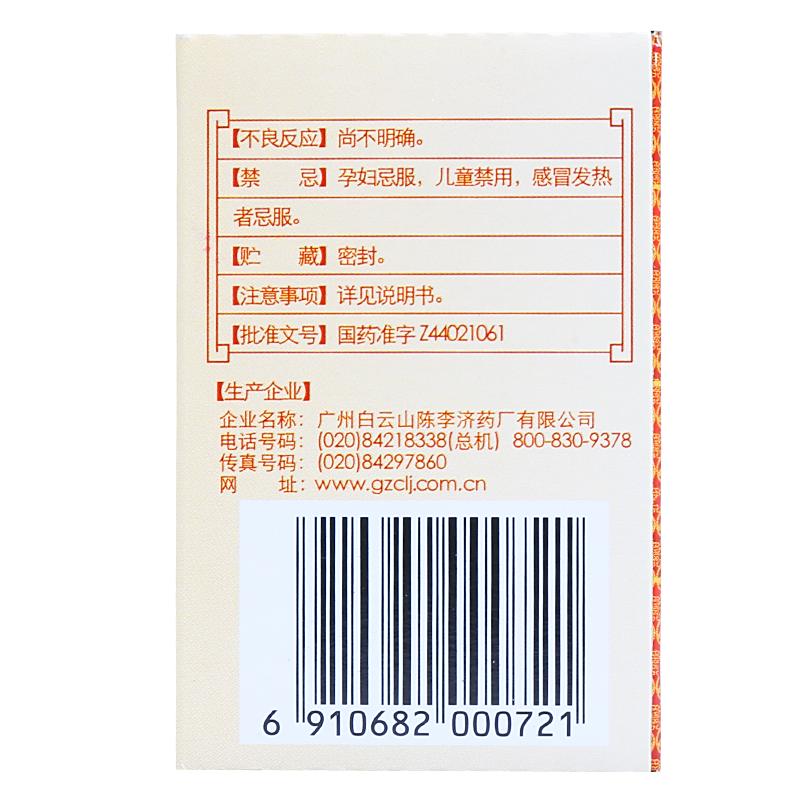 【不良反应】尚不明确。
【禁 忌】孕妇忌服，儿童禁用，感冒发热
者忌服。
【贮 藏】密封。
【注意事项】详见说明书。
【批准文号】国药准字 Z44021061
【生产企业】
企业名称：广州白云山陈李济药厂有限公司
电话号码：(020)84218338(总机) 800-830-9378
传真号码：(020)84297860
网 址：www.gzclj.com.cn
6 910682 000721